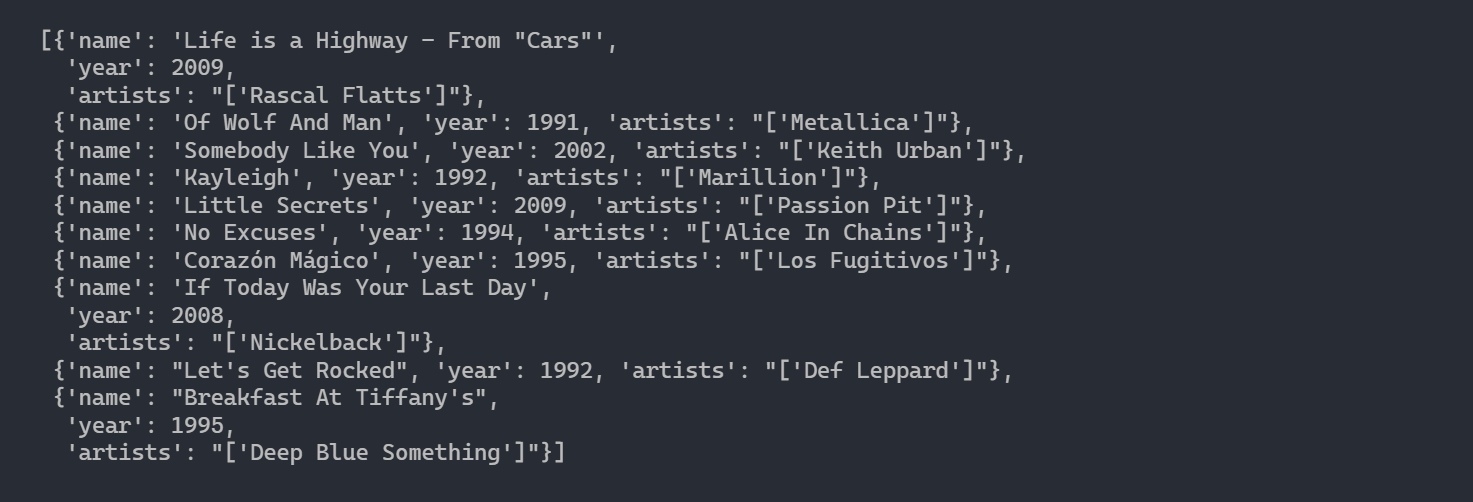 [{'name': 'Life is a Highway - From "Cars"',
'year': 2009,
'artists': "['Rascal Flatts']"},
{'name': 'Of Wolf And Man', 'year': 1991, 'artists': "['Metallica']"},
{'name': 'Somebody Like You', 'year': 2002, 'artists': "['Keith Urban']"},
{'name': 'Kayleigh', 'year': 1992, 'artists': "['Marillion']"},
{'name': 'Little Secrets', 'year': 2009, 'artists': "['Passion Pit']"},
{'name': 'No Excuses', 'year': 1994, 'artists': "['Alice In Chains']"},
{'name': 'Corazón Mágico', 'year': 1995, 'artists': "['Los Fugitivos']"},
{'name': 'If Today Was Your Last Day',
'year': 2008,
'artists': "['Nickelback']"},
{'name': "Let's Get Rocked", 'year': 1992, 'artists': "['Def Leppard']"},
{'name': "Breakfast At Tiffany's",
'year': 1995,
'artists': "['Deep Blue Something']"}]